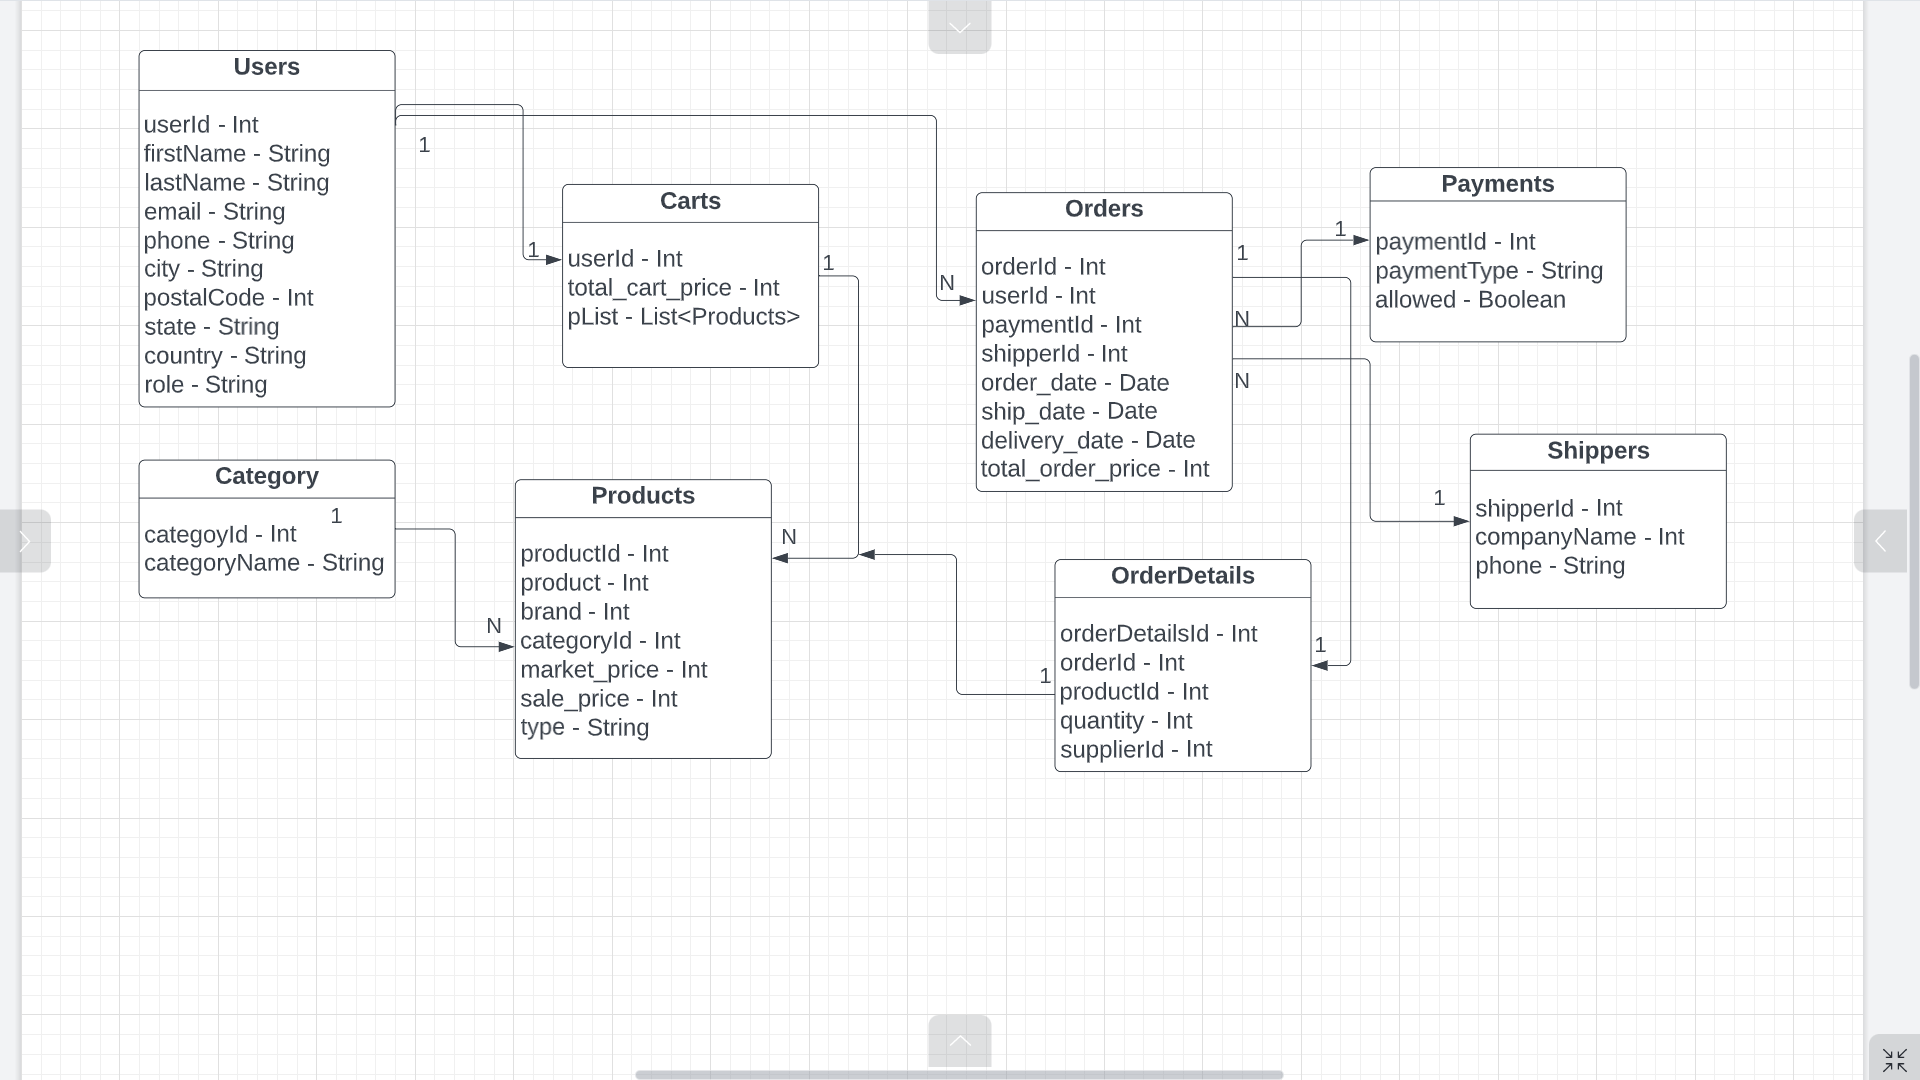 Users
userId - Int
firstName - String
lastName - String
email - String
phone - String
city - String
postalCode - Int
state - String
country - String
role - String
1
1
Carts
userId - Int
total_cart_price - Int
pList - List<Products>
1
N
Orders
orderId - Int
userId - Int
paymentId - Int
shipperId - Int
order_date - Date
ship_date - Date
delivery_date - Date
total_order_price - Int
1
N
N
1
Payments
paymentId - Int
paymentType - String
allowed - Boolean
Category
1
categoyId - Int
categoryName - String
N
Products
productId - Int
product - Int
brand - Int
categoryId - Int
market_price - Int
sale_price - Int
type - String
N
1
OrderDetails
orderDetailsId - Int
orderId - Int
productId - Int
quantity - Int
supplierId - Int
1
1
Shippers
shipperId - Int
companyName - Int
phone - String